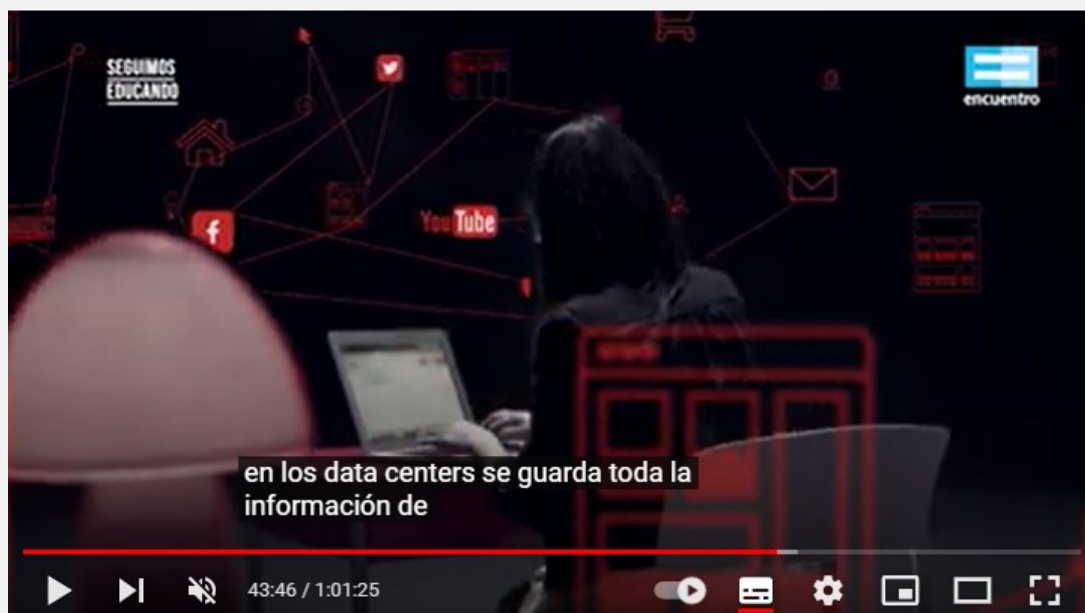 SEGUIMOS
EDUCANDO
encuentro
YouTube
en los data centers se guarda toda la
información de
43:46 / 1:01:25